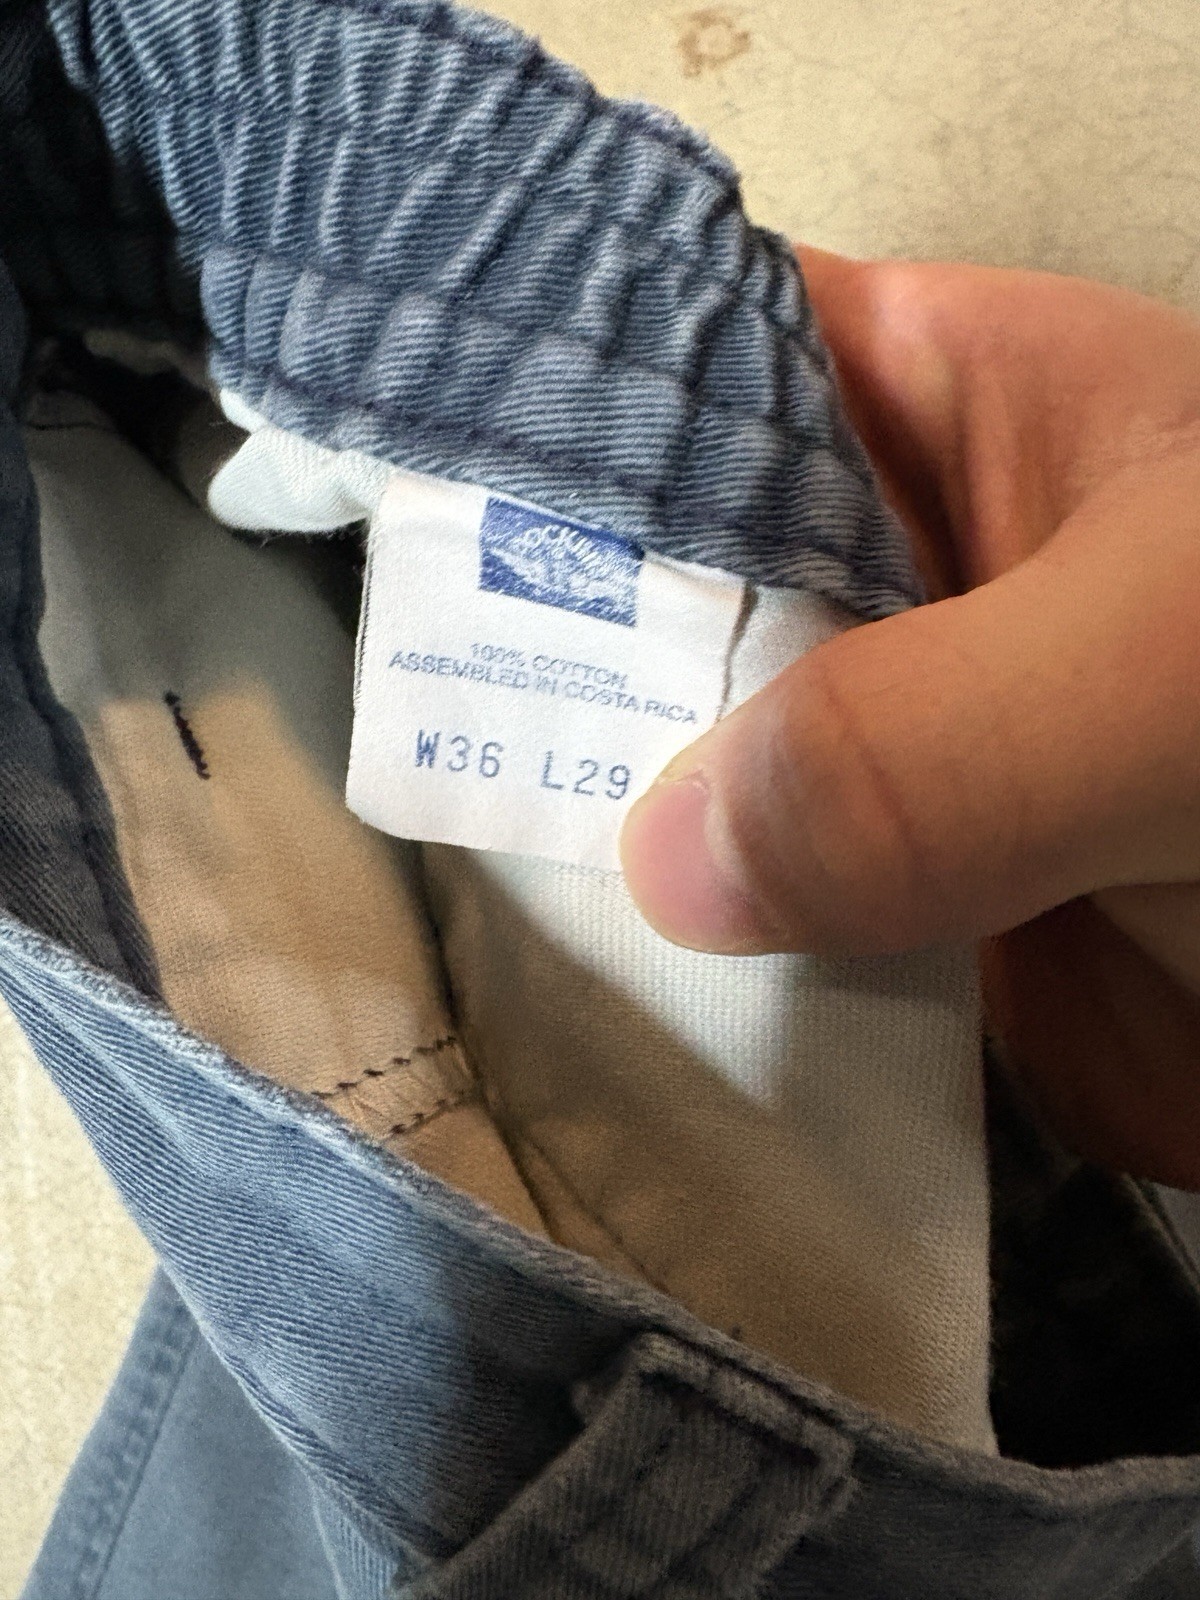 100% COTTON
ASSEMBLED IN COSTA RICA
W36 L29